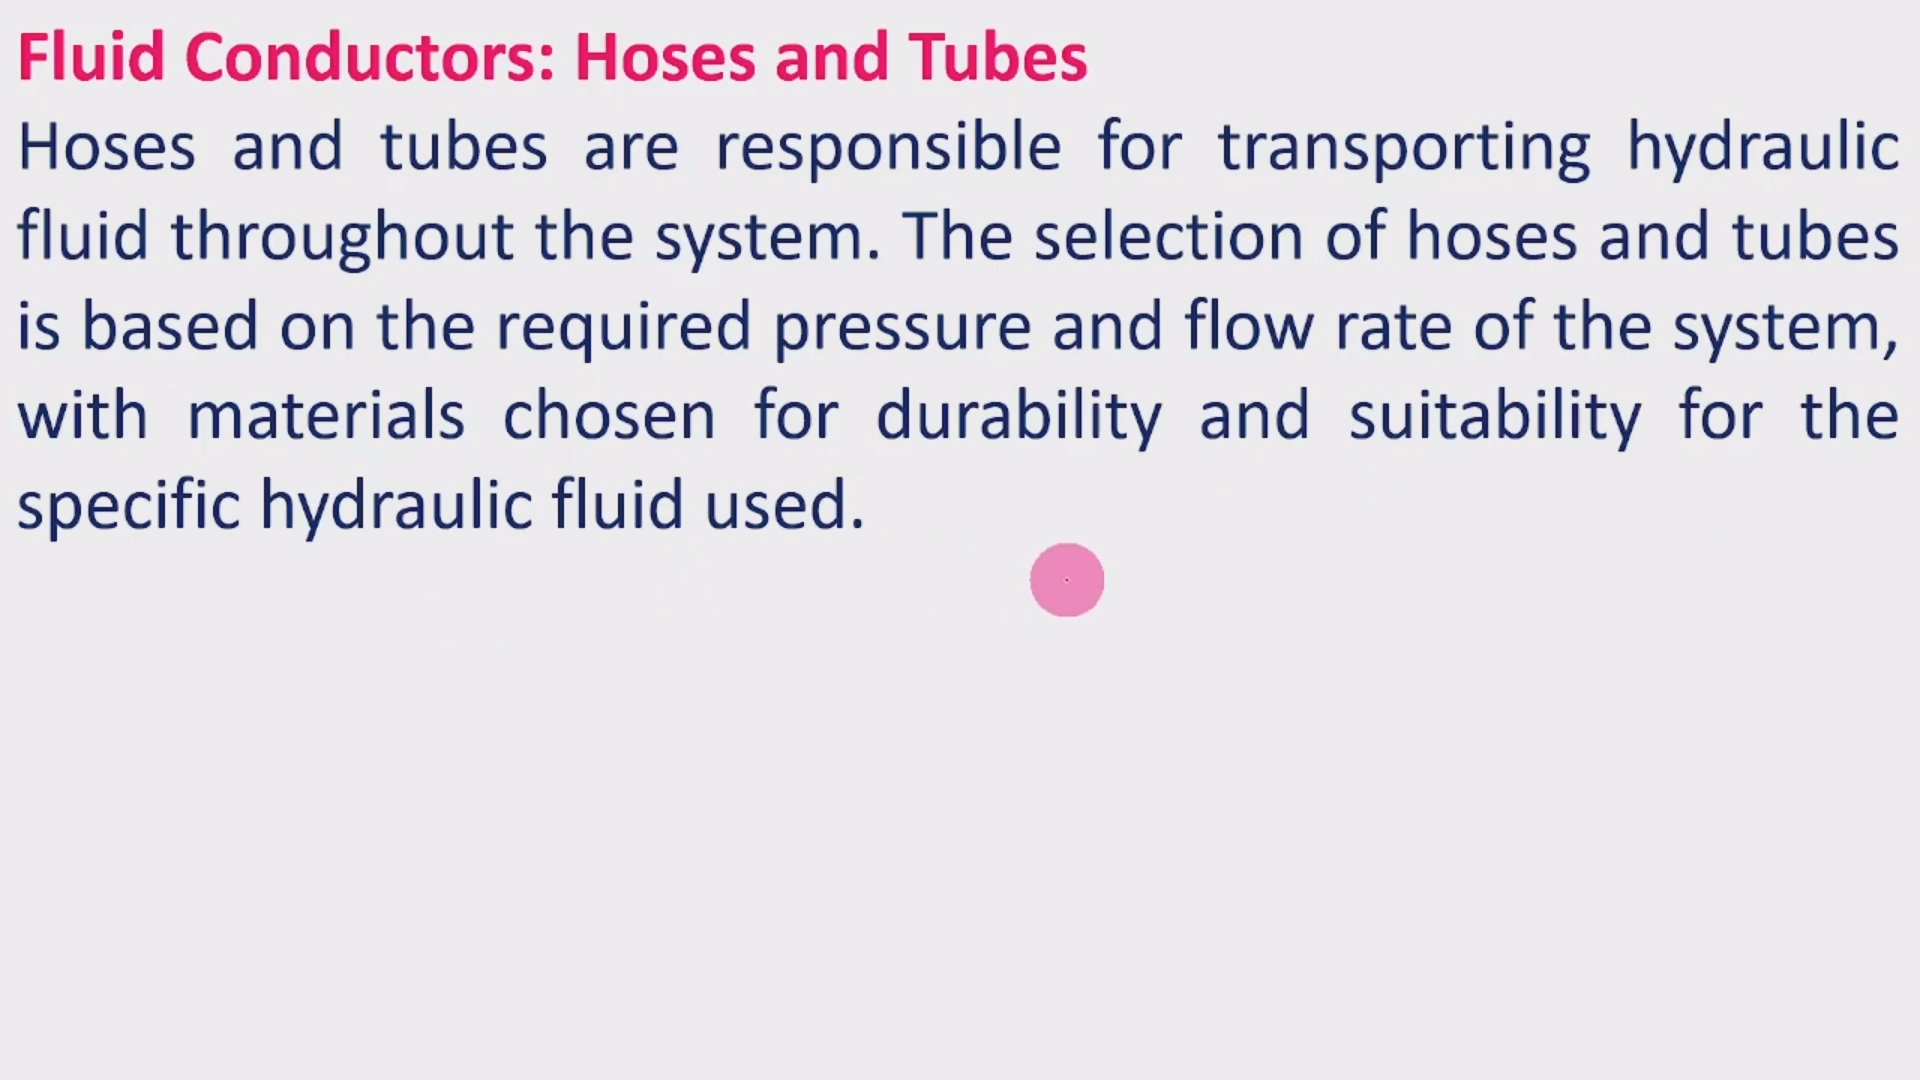 Fluid Conductors: Hoses and Tubes
Hoses and tubes are responsible for transporting hydraulic
fluid throughout the system. The selection of hoses and tubes
is based on the required pressure and flow rate of the system,
with materials chosen for durability and suitability for the
specific hydraulic fluid used.